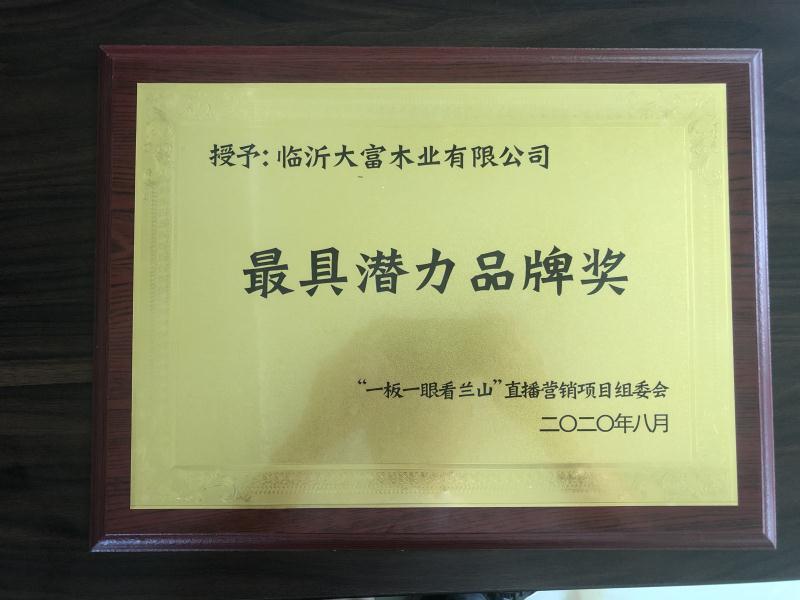 授予：临沂大富木业有限公司
最具潜力品牌奖
“一板一眼看兰山”直播营销项目组委会
二〇二〇年八月